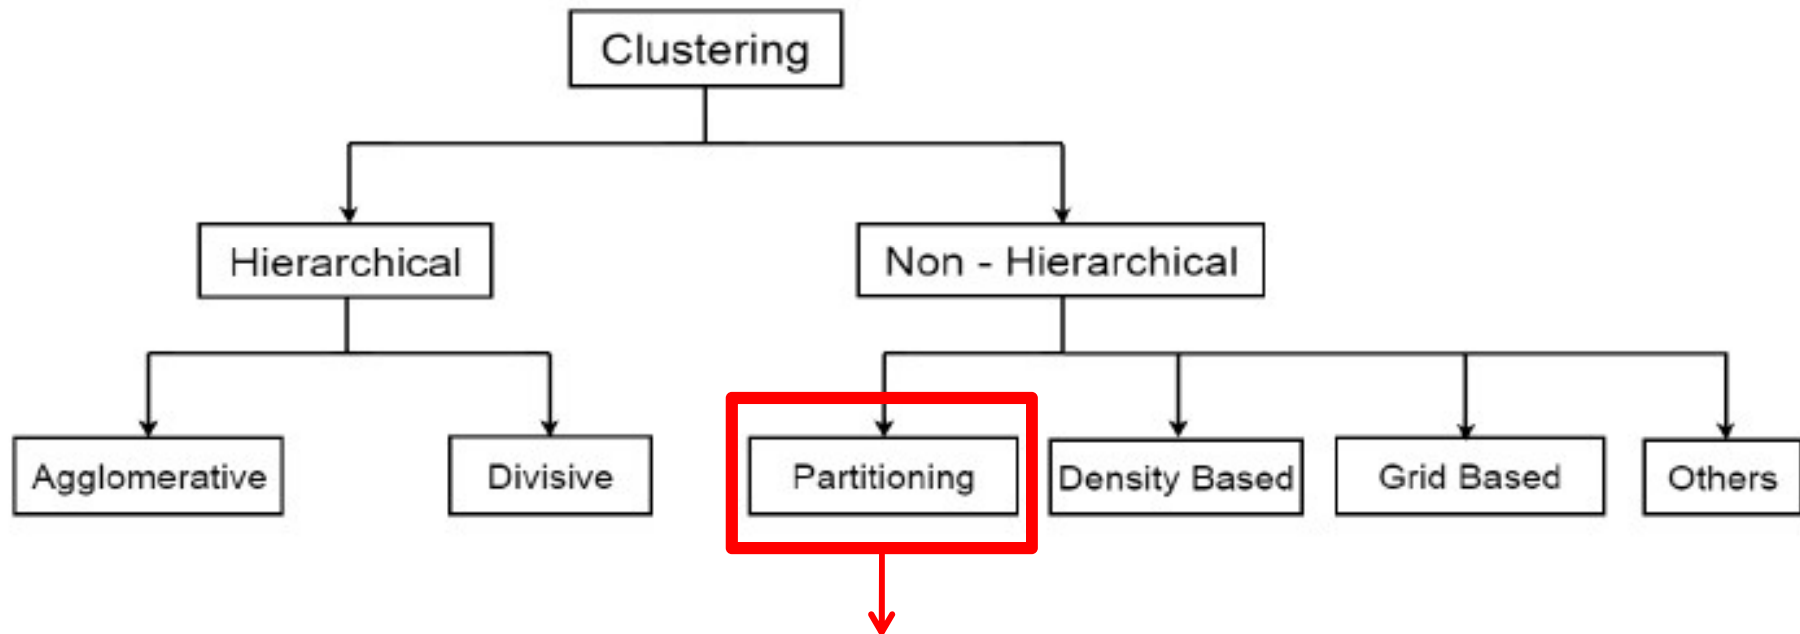 Clustering
Hierarchical
Non - Hierarchical
Agglomerative
Divisive
Partitioning
Density Based
Grid Based
Others